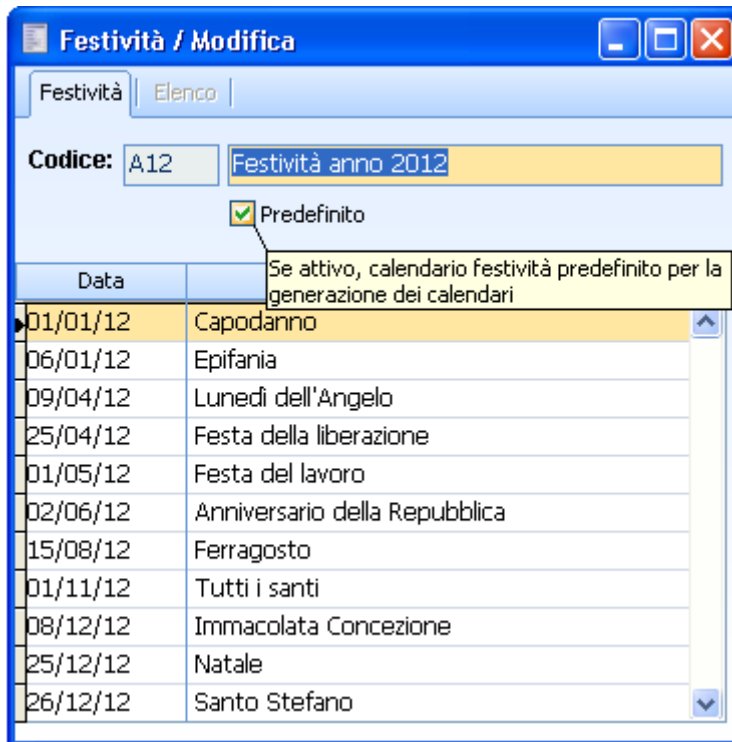 Festività / Modifica
Festività Elenco
Codice: A12 Festività anno 2012
Predefinito
Se attivo, calendario festività predefinito per la
generazione dei calendari
Data
01/01/12 Capodanno
06/01/12 Epifania
09/04/12 Lunedì dell'Angelo
25/04/12 Festa della liberazione
01/05/12 Festa del lavoro
02/06/12 Anniversario della Repubblica
15/08/12 Ferragosto
01/11/12 Tutti i santi
08/12/12 Immacolata Concezione
25/12/12 Natale
26/12/12 Santo Stefano